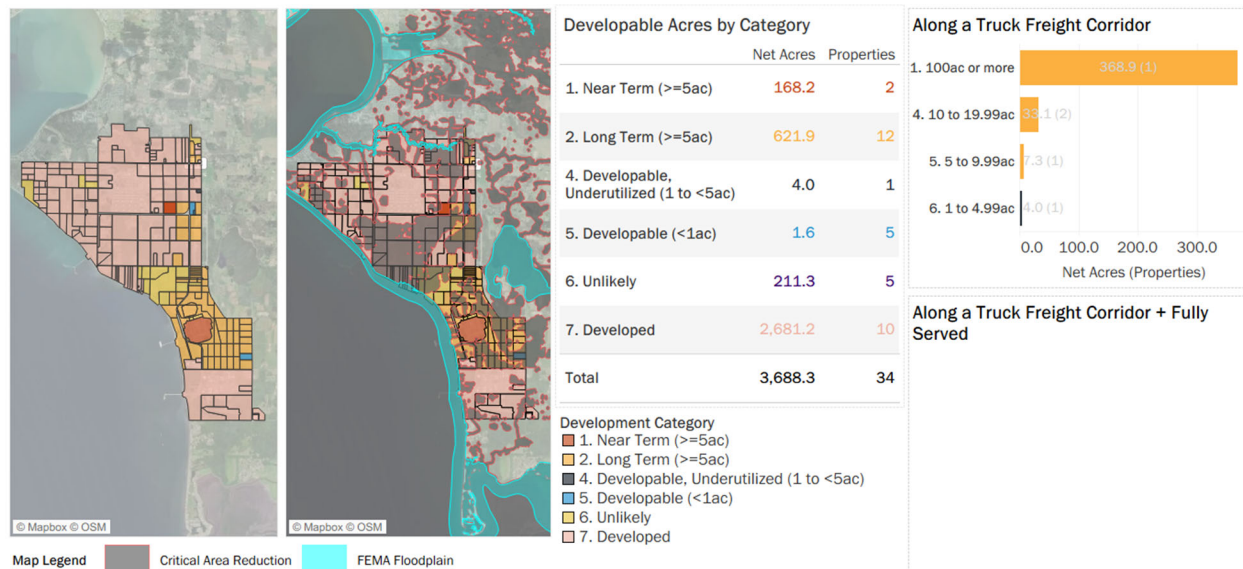 © Mapbox © OSM
© Mapbox © OSM
Map Legend Critical Area Reduction FEMA Floodplain
Developable Acres by Category
Net Acres Properties
1. Near Term (>=5ac) 168.2 2
2. Long Term (>=5ac) 621.9 12
4. Developable,
Underutilized (1 to <5ac) 4.0 1
5. Developable (<1ac) 1.6 5
6. Unlikely 211.3 5
7. Developed 2,681.2 10
Total 3,688.3 34
Development Category
1. Near Term (>=5ac)
2. Long Term (>=5ac)
4. Developable, Underutilized (1 to <5ac)
5. Developable (<1ac)
6. Unlikely
7. Developed
Along a Truck Freight Corridor
1. 100ac or more 368.9 (1)
4. 10 to 19.99ac 33.1 (2)
5. 5 to 9.99ac 7.3 (1)
6. 1 to 4.99ac 4.0 (1)
0.0 100.0 200.0 300.0
Net Acres (Properties)
Along a Truck Freight Corridor + Fully
Served